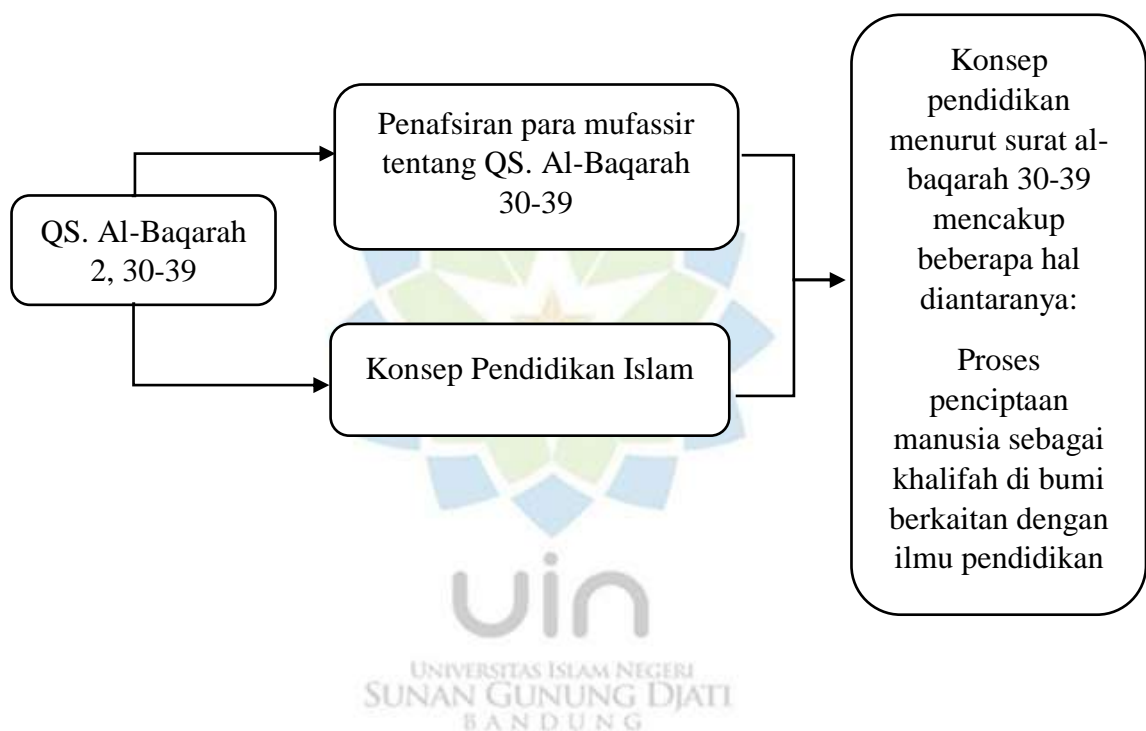 QS. Al-Baqarah
2, 30-39
Penafsiran para mufassir
tentang QS. Al-Baqarah
30-39
Konsep Pendidikan Islam
Konsep
pendidikan
menurut surat al-
baqarah 30-39
mencakup
beberapa hal
diantaranya:
Proses
penciptaan
manusia sebagai
khalifah di bumi
berkaitan dengan
ilmu pendidikan
uin
UNIVERSITAS ISLAM NEGERI
SUNAN GUNUNG DJATI
BANDUNG